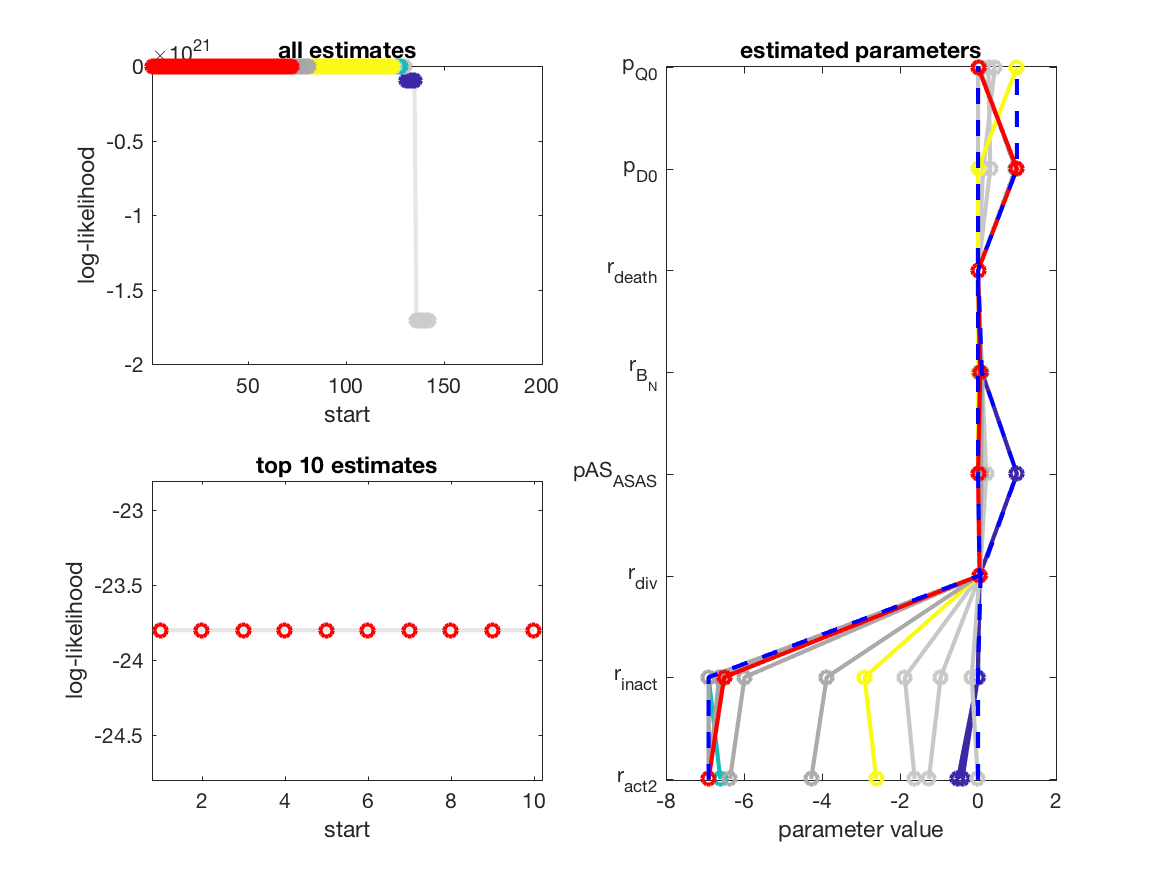 all estimates
×10^21
0
-0.5
-1
-1.5
-2
log-likelihood
50 100 150 200
start
top 10 estimates
-23
-23.5
-24
-24.5
log-likelihood
2 4 6 8 10
start
estimated parameters
p_Q0
p_D0
r_death
r_B_N
pAS_ASAS
r_div
r_inact
r_act2
-8 -6 -4 -2 0 2
parameter value